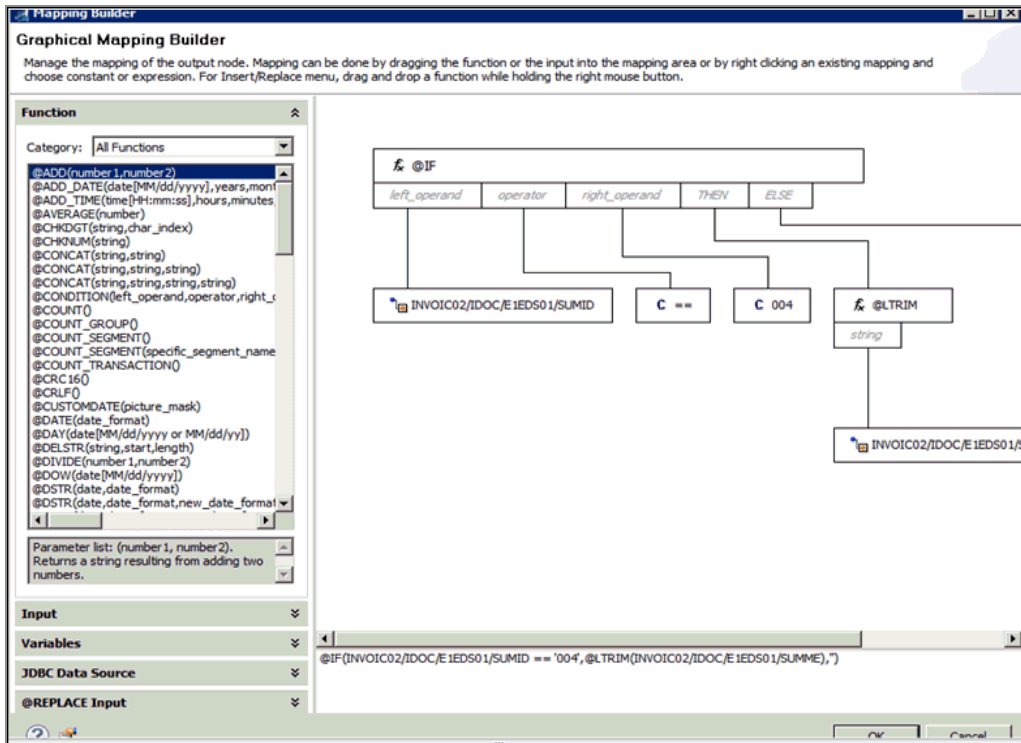 Mapping Builder
Graphical Mapping Builder
Manage the mapping of the output node. Mapping can be done by dragging the function or the input into the mapping area or by right clicking an existing mapping and
choose constant or expression. For Insert/Replace menu, drag and drop a function while holding the right mouse button.
Function
Category: All Functions
@ADD(number1,number2)
@ADD_DATE(date[MM/dd/yyyy],years,mont
@ADD_TIME(time[HH:mm:ss],hours,minutes
@AVERAGE(number)
@CHKDGT(string,char_index)
@CHKNUM(string)
@CONCAT(string,string)
@CONCAT(string,string,string)
@CONCAT(string,string,string,string)
@CONDITION(left_operand,operator,right_c
@COUNT()
@COUNT_GROUP()
@COUNT_SEGMENT()
@COUNT_SEGMENT(specific_segment_name
@COUNT_TRANSACTION()
@CRC16()
@CRLF()
@CUSTOMDATE(picture_mask)
@DATE(date_format)
@DAY(date[MM/dd/yyyy or MM/dd/yy])
@DELSTR(string,start,length)
@DIVIDE(number1,number2)
@DOW(date[MM/dd/yyyy])
@DSTR(date,date_format)
@DSTR(date,date_format,new_date_format
Parameter list: (number1, number2).
Returns a string resulting from adding two
numbers.
Input
Variables
JDBC Data Source
@REPLACE Input
fx @IF
left_operand operator right_operand THEN ELSE
INVOIC02/IDOC/E1EDS01/SUMID C == C 004 fx @LTRIM
string
INVOIC02/IDOC/E1EDS01/S
@IF(INVOIC02/IDOC/E1EDS01/SUMID == '004',@LTRIM(INVOIC02/IDOC/E1EDS01/SUMME),'')
OK Cancel